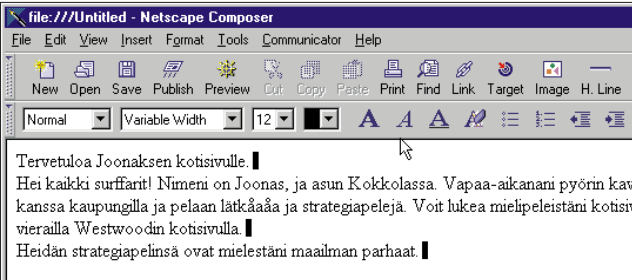 file:///Untitled - Netscape Composer
File Edit View Insert Format Tools Communicator Help
New Open Save Publish Preview Cut Copy Paste Print Find Link Target Image H. Line
Normal Variable Width 12 A A A
Tervetuloa Joonaksen kotisivulle.
Hei kaikki surffarit! Nimeni on Joonas, ja asun Kokkolassa. Vapaa-aikanani pyörin kav
kanssa kaupungilla ja pelaan lätkåaåa ja strategiapelejä. Voit lukea mielipeleistäni kotisiv
vierailla Westwoodin kotisivulla.
Heidän strategiapelinsä ovat mielestäni maailman parhaat.